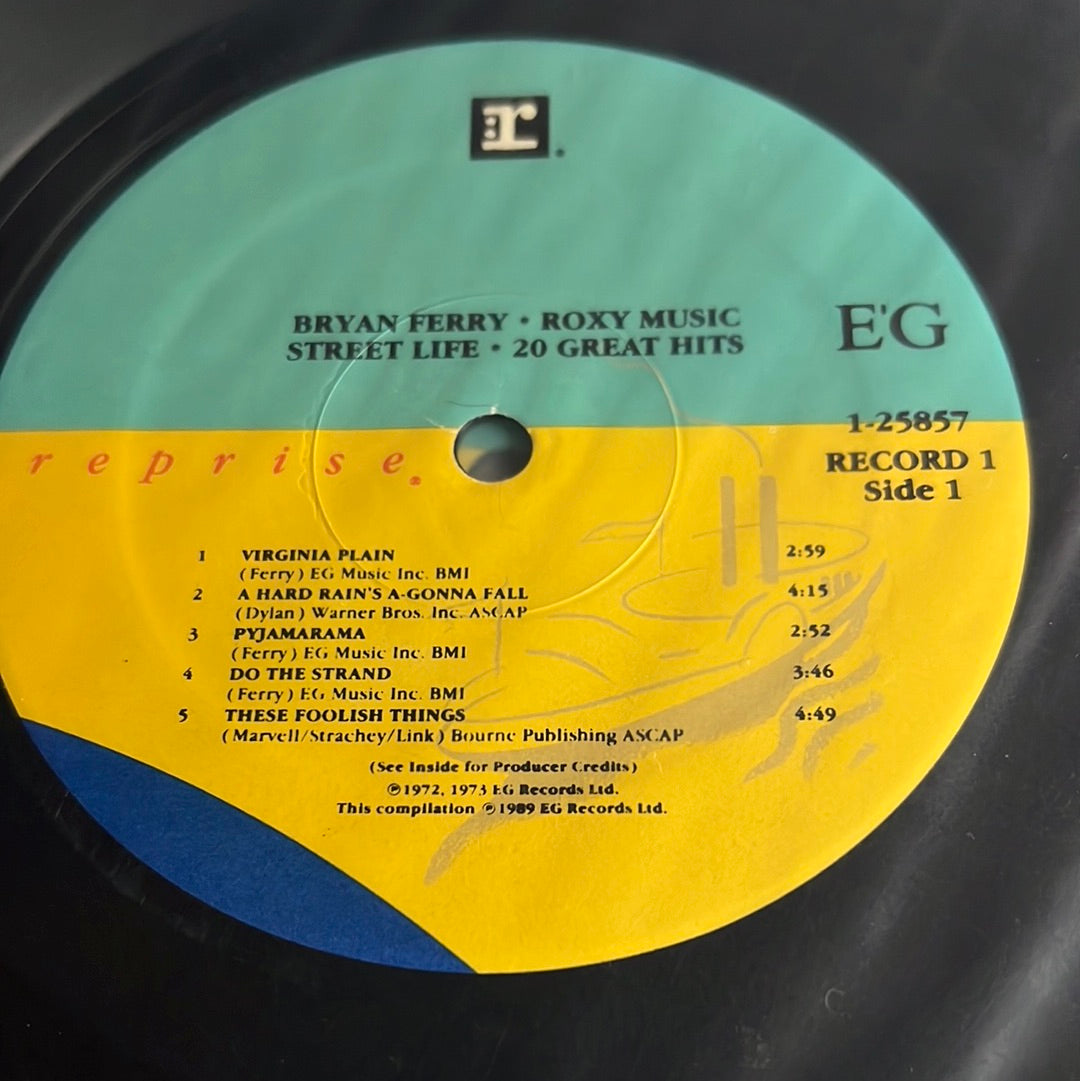 r
BRYAN FERRY • ROXY MUSIC
STREET LIFE • 20 GREAT HITS
E'G
1-25857
reprise®
RECORD 1
Side 1
1 VIRGINIA PLAIN 2:59
(Ferry) EG Music Inc. BMI
2 A HARD RAIN'S A-GONNA FALL 4:15
(Dylan) Warner Bros. Inc. ASCAP
3 PYJAMARAMA 2:52
(Ferry) EG Music Inc. BMI
4 DO THE STRAND 3:46
(Ferry) EG Music Inc. BMI
5 THESE FOOLISH THINGS 4:49
(Marvell/Strachey/Link) Bourne Publishing ASCAP
(See Inside for Producer Credits)
℗1972, 1973 EG Records Ltd.
This compilation ℗1989 EG Records Ltd.